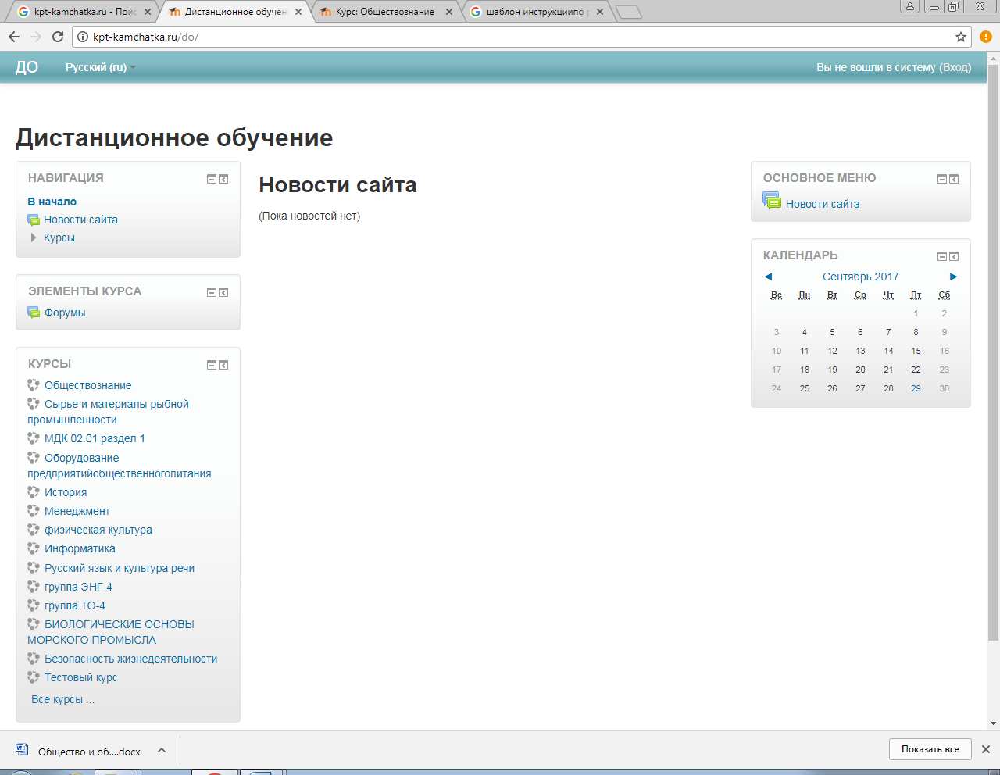 kpt-kamchatka.ru - Поис
Дистанционное обучен
Курс: Обществознание
шаблон инструкциипо р
kpt-kamchatka.ru/do/
ДО
Русский (ru)
Вы не вошли в систему (Вход)
Дистанционное обучение
НАВИГАЦИЯ
В начало
Новости сайта
Курсы
ЭЛЕМЕНТЫ КУРСА
Форумы
КУРСЫ
Обществознание
Сырье и материалы рыбной
промышленности
МДК 02.01 раздел 1
Оборудование
предприятийобщественногопитания
История
Менеджмент
физическая культура
Информатика
Русский язык и культура речи
группа ЭНГ-4
группа ТО-4
БИОЛОГИЧЕСКИЕ ОСНОВЫ
МОРСКОГО ПРОМЫСЛА
Безопасность жизнедеятельности
Тестовый курс
Все курсы ...
Новости сайта
(Пока новостей нет)
ОСНОВНОЕ МЕНЮ
Новости сайта
КАЛЕНДАРЬ
◄ Сентябрь 2017 ►
Вс Пн Вт Ср Чт Пт Сб
1 2
3 4 5 6 7 8 9
10 11 12 13 14 15 16
17 18 19 20 21 22 23
24 25 26 27 28 29 30
Общество и об....docx
Показать все